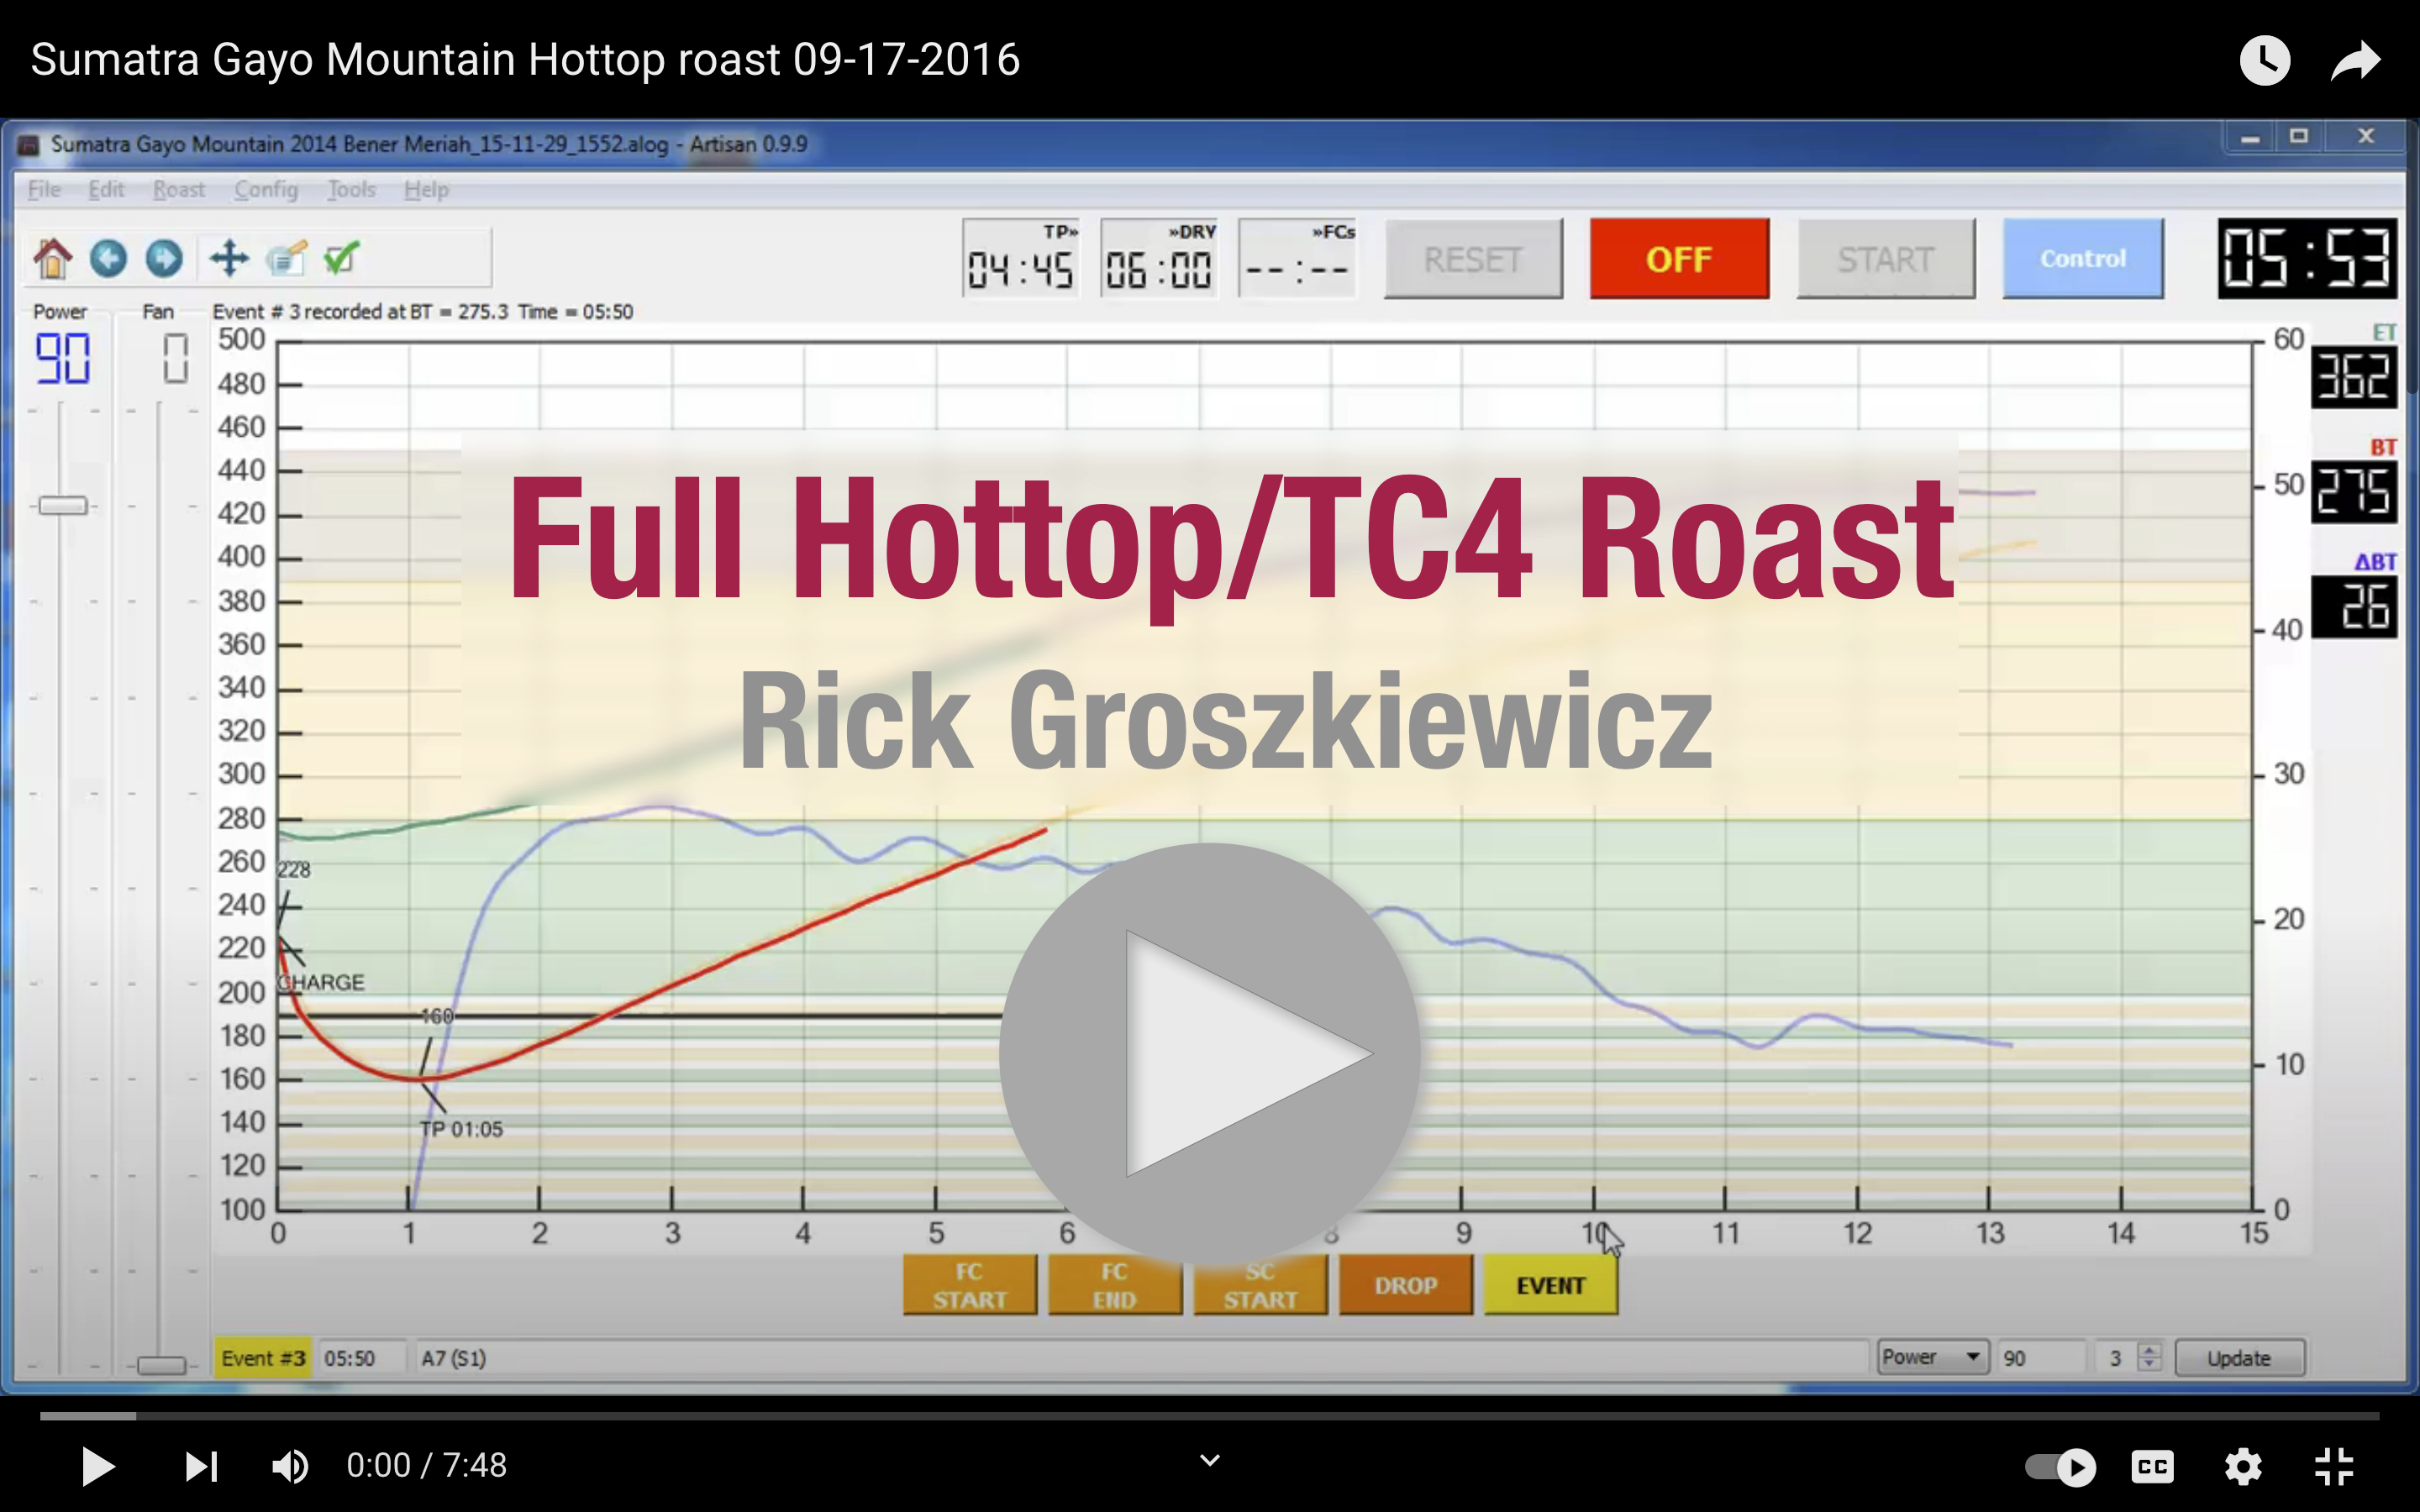 Sumatra Gayo Mountain Hottop roast 09-17-2016
Sumatra Gayo Mountain 2014 Bener Meriah_15-11-29_1552.alog - Artisan 0.9.9
File Edit Roast Config Tools Help
TP» »DRY »FCs
04:45 06:00 --:-- RESET OFF START Control 05:53
Power Fan Event # 3 recorded at BT = 275.3 Time = 05:50
90 0
ET
362
BT
275
ΔBT
26
500
480
460
440
420
400
380
360
340
320
300
280
260
240
220
200
180
160
140
120
100
60
50
40
30
20
10
0
Full Hottop/TC4 Roast
Rick Groszkiewicz
228
CHARGE
160
TP 01:05
0 1 2 3 4 5 6 8 9 10 11 12 13 14 15
FC START
FC END
SC START
DROP
EVENT
Event #3 05:50 A7 (S1) Power 90 3 Update
0:00 / 7:48
CC